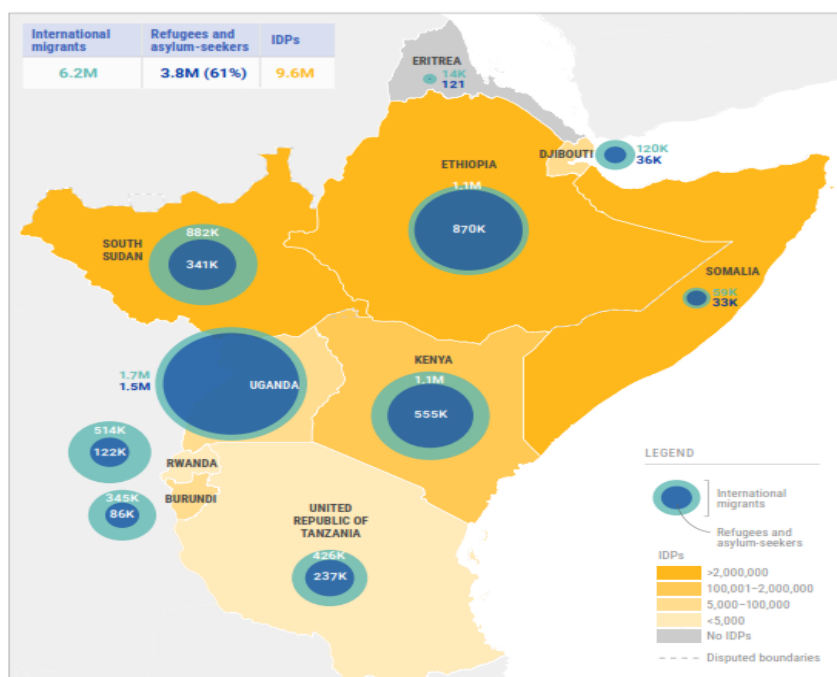 International
migrants
Refugees and
asylum-seekers
IDPs
6.2M
3.8M (61%)
9.6M
ERITREA
14K
121
DJIBOUTI
120K
36K
ETHIOPIA
1.1M
870K
SOUTH
SUDAN
882K
341K
SOMALIA
59K
33K
1.7M
1.5M
UGANDA
KENYA
1.1M
555K
514K
122K
RWANDA
345K
86K
BURUNDI
UNITED
REPUBLIC OF
TANZANIA
426K
237K
LEGEND
International
migrants
Refugees and
asylum-seekers
IDPs
>2,000,000
100,001–2,000,000
5,000–100,000
<5,000
No IDPs
Disputed boundaries